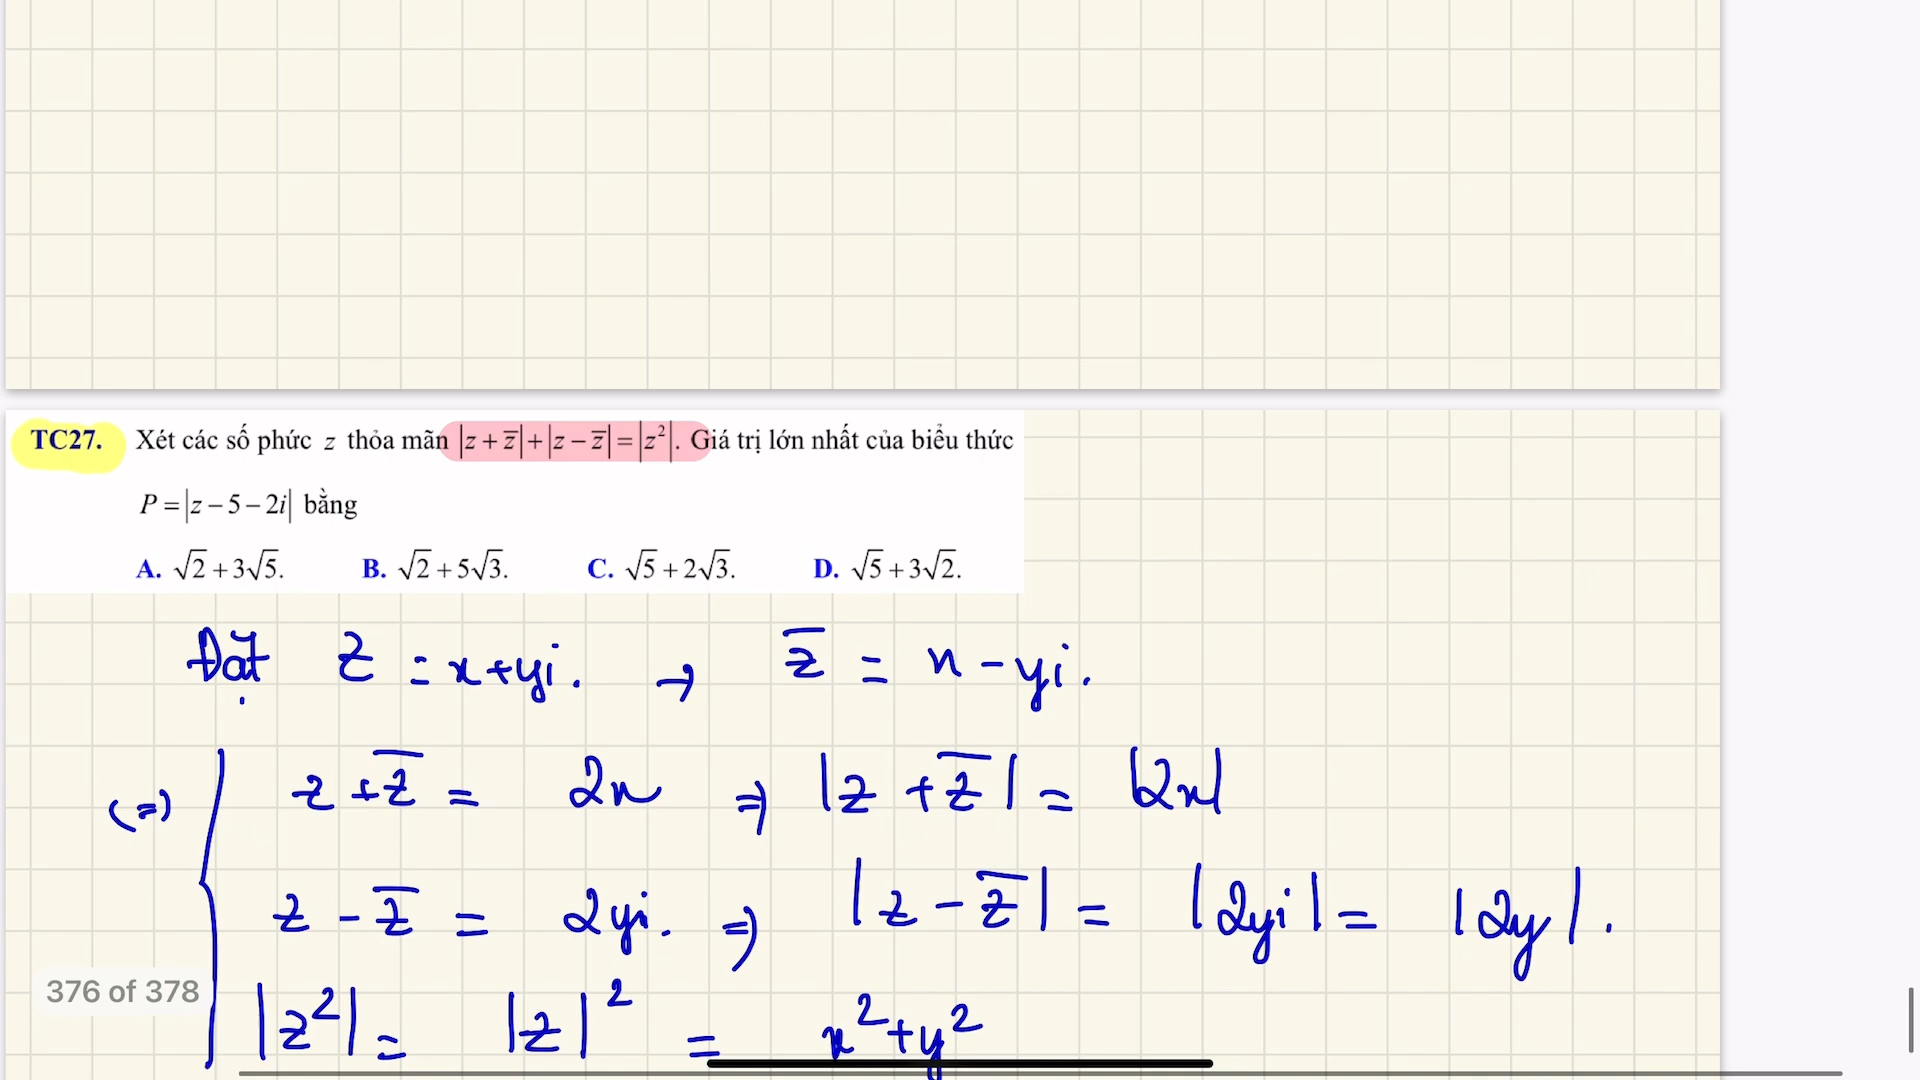 TC27. Xét các số phức z thỏa mãn |z + z̅| + |z − z̅| = |z²|. Giá trị lớn nhất của biểu thức
P = |z − 5 − 2i| bằng
A. √2 + 3√5. B. √2 + 5√3. C. √5 + 2√3. D. √5 + 3√2.
Đặt z = x + yi. → z̅ = x − yi.
(=) { z + z̅ = 2x ⇒ |z + z̅| = |2x|
z − z̅ = 2yi. ⇒ |z − z̅| = |2yi| = |2y|.
|z²| = |z|² = x² + y²
376 of 378